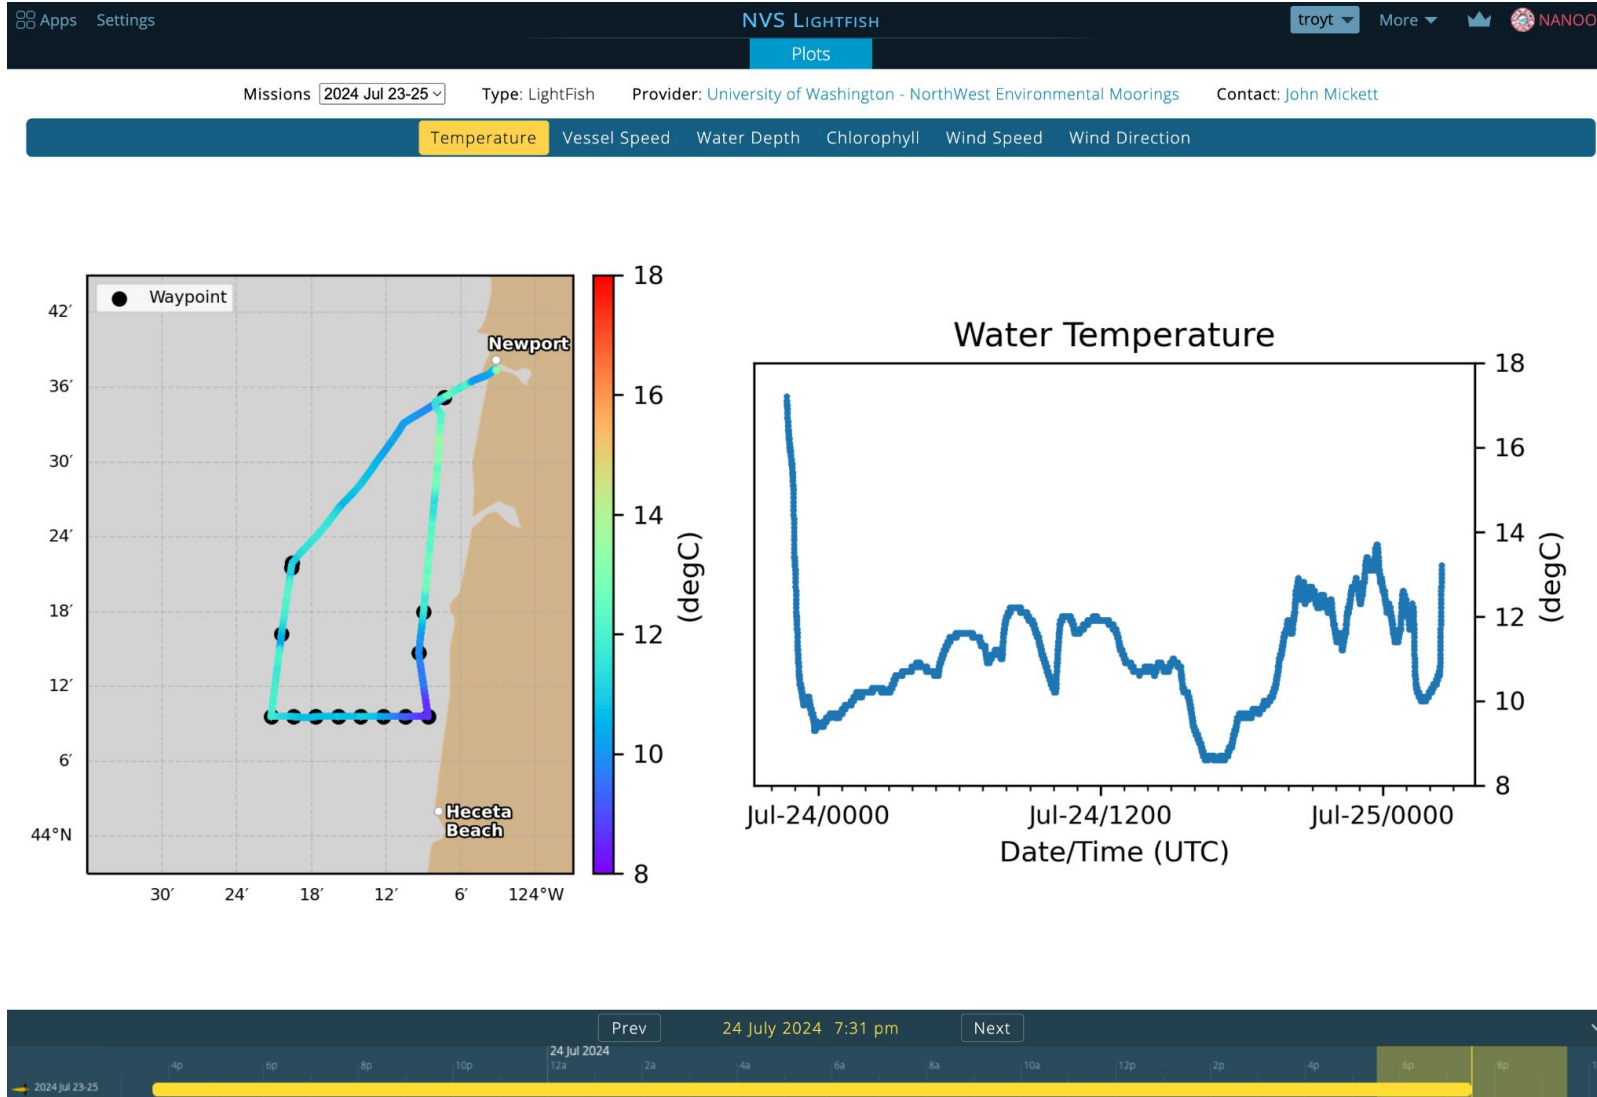 Apps Settings NVS LIGHTFISH troyt More NANOO
Plots
Missions 2024 Jul 23-25 Type: LightFish Provider: University of Washington - NorthWest Environmental Moorings Contact: John Mickett
Temperature Vessel Speed Water Depth Chlorophyll Wind Speed Wind Direction
Waypoint
42′
36′
30′
24′
18′
12′
6′
44°N
Newport
Heceta
Beach
30′ 24′ 18′ 12′ 6′ 124°W
18
16
14
12
10
8
(degC)
Water Temperature
18
16
14
12
10
8
(degC)
Jul-24/0000 Jul-24/1200 Jul-25/0000
Date/Time (UTC)
Prev 24 July 2024 7:31 pm Next
24 Jul 2024
4p 6p 8p 10p 12a 2a 4a 6a 8a 10a 12p 2p 4p 6p 8p
2024 Jul 23-25